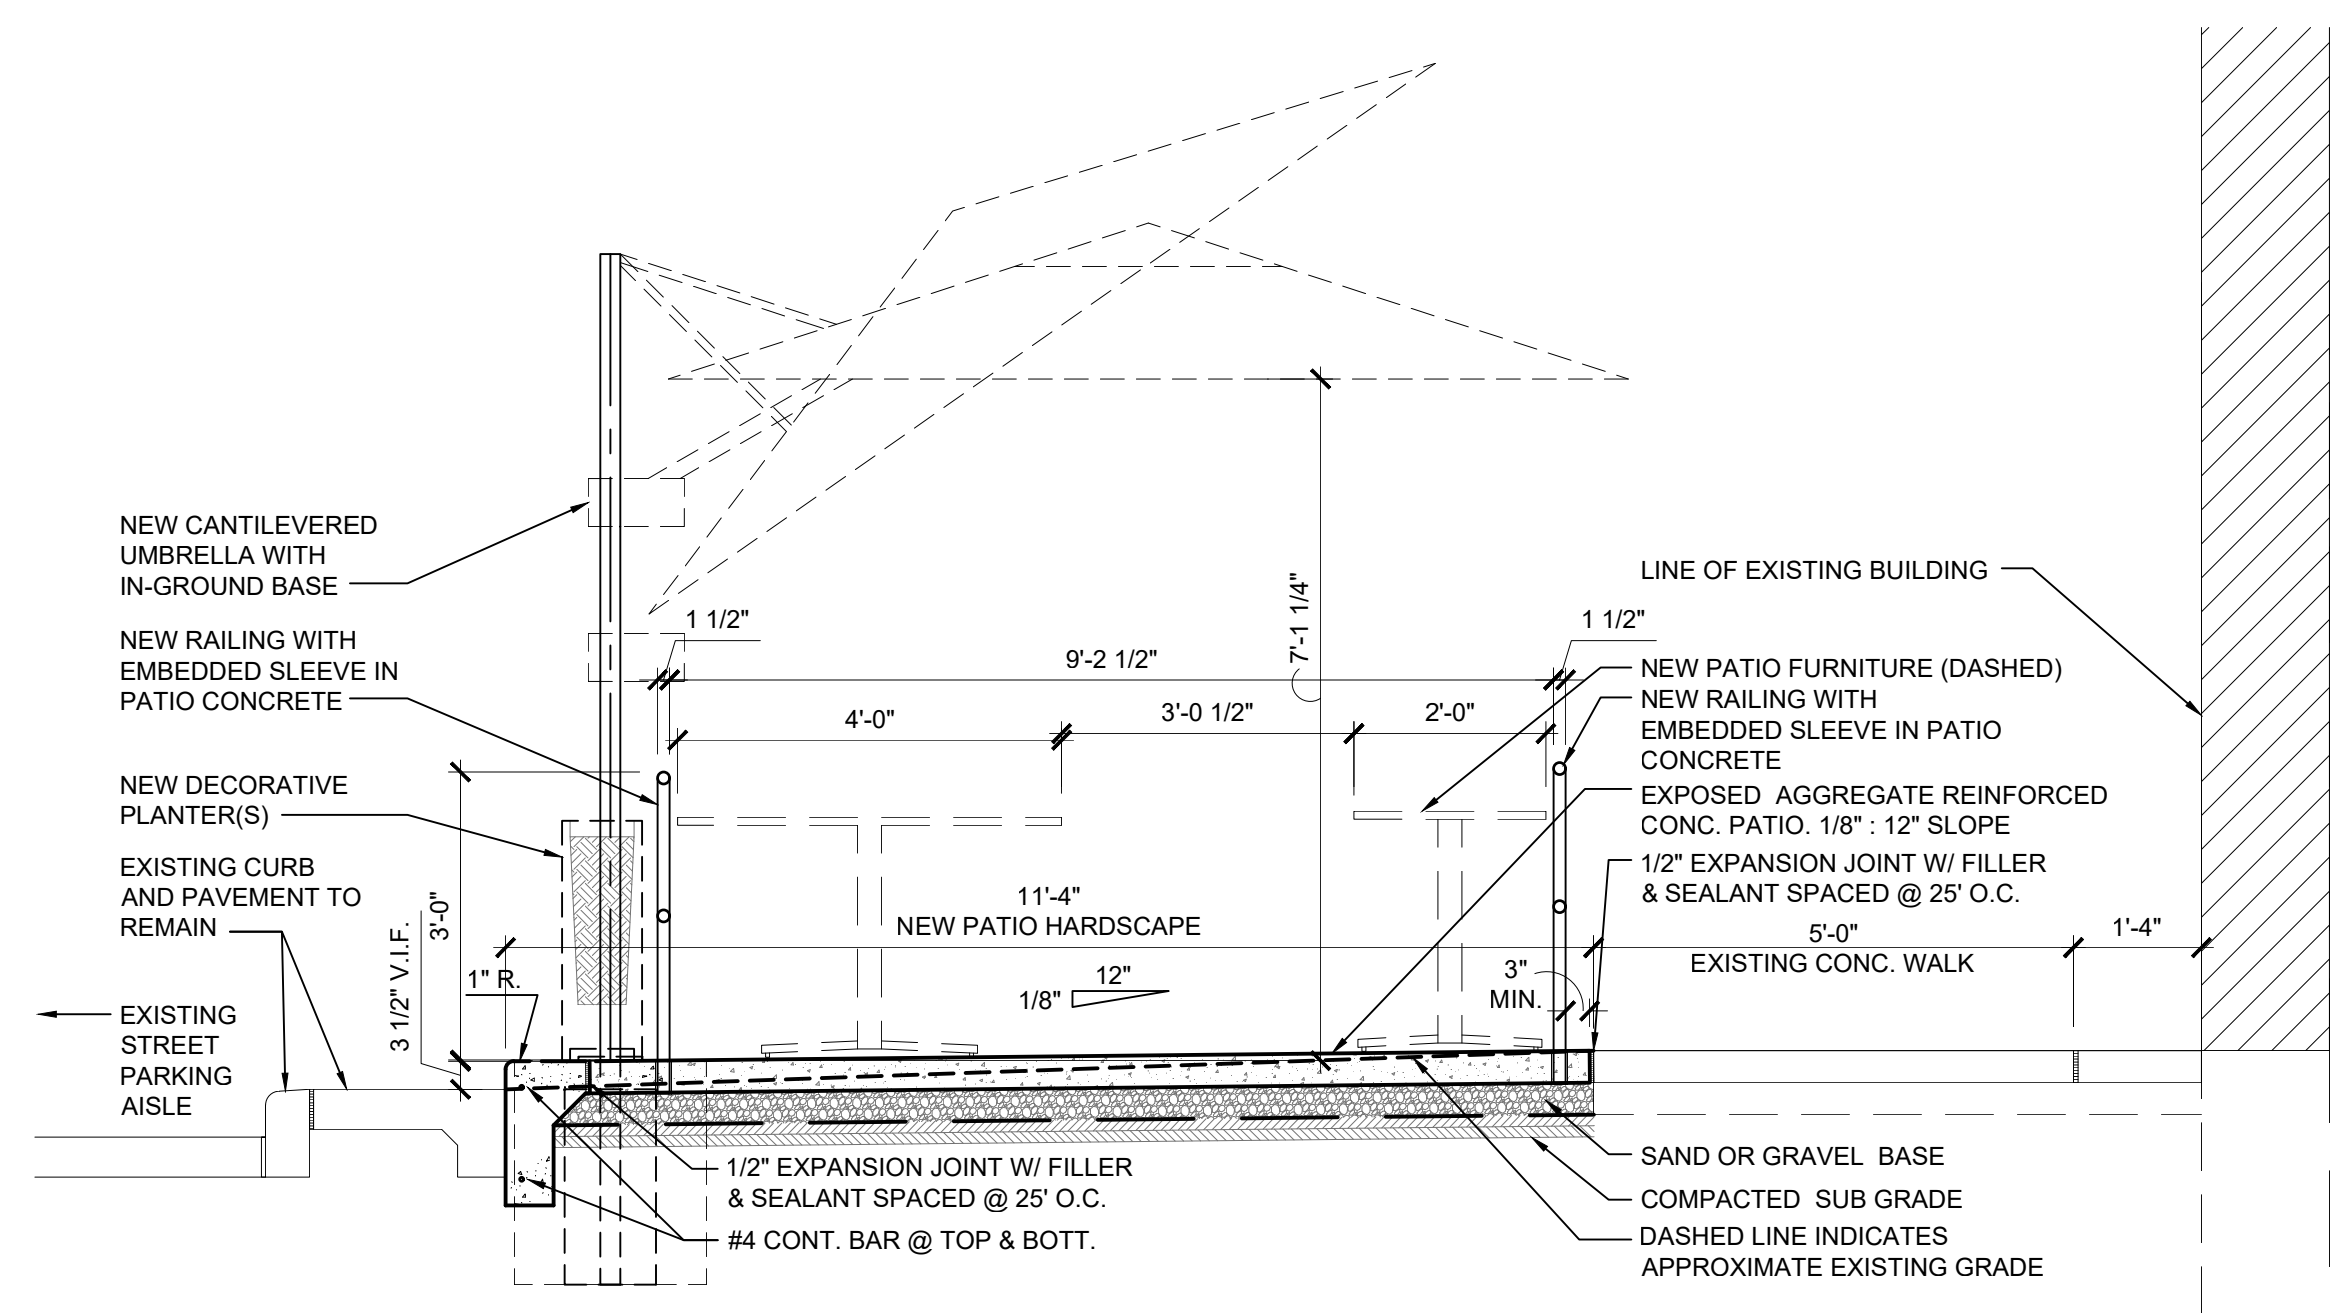 NEW CANTILEVERED
UMBRELLA WITH
IN-GROUND BASE
NEW RAILING WITH
EMBEDDED SLEEVE IN
PATIO CONCRETE
NEW DECORATIVE
PLANTER(S)
EXISTING CURB
AND PAVEMENT TO
REMAIN
EXISTING
STREET
PARKING
AISLE
3 1/2" V.I.F.
3'-0"
1" R.
1 1/2"
9'-2 1/2"
1 1/2"
4'-0"
3'-0 1/2"
2'-0"
7'-1 1/4"
11'-4"
NEW PATIO HARDSCAPE
12"
1/8"
3"
MIN.
5'-0"
EXISTING CONC. WALK
1'-4"
LINE OF EXISTING BUILDING
NEW PATIO FURNITURE (DASHED)
NEW RAILING WITH
EMBEDDED SLEEVE IN PATIO
CONCRETE
EXPOSED AGGREGATE REINFORCED
CONC. PATIO. 1/8" : 12" SLOPE
1/2" EXPANSION JOINT W/ FILLER
& SEALANT SPACED @ 25' O.C.
1/2" EXPANSION JOINT W/ FILLER
& SEALANT SPACED @ 25' O.C.
#4 CONT. BAR @ TOP & BOTT.
SAND OR GRAVEL BASE
COMPACTED SUB GRADE
DASHED LINE INDICATES
APPROXIMATE EXISTING GRADE